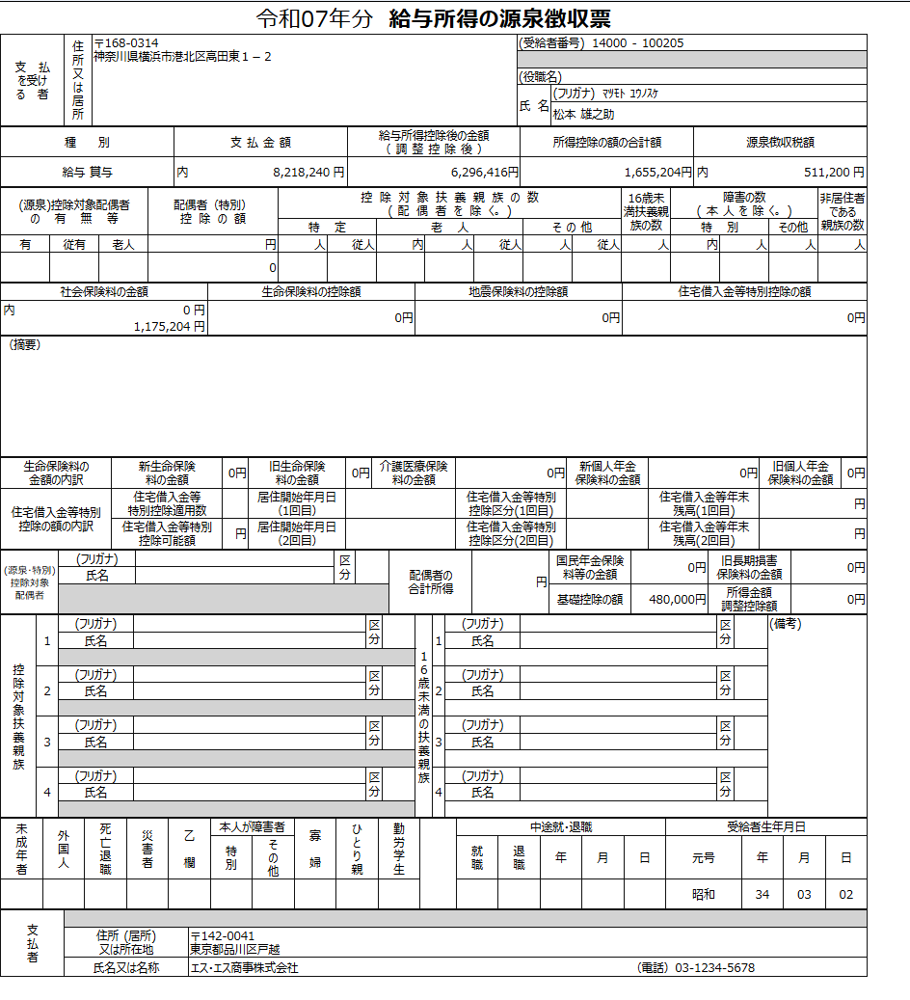 令和07年分 給与所得の源泉徴収票
支払を受ける者
住所又は居所
〒168-0314
神奈川県横浜市港北区高田東１－２
(受給者番号) 14000 - 100205
(役職名)
氏 名
(フリガナ) ﾏﾂﾓﾄ ﾕｳﾉｽｹ
松本 雄之助
種 別
支 払 金 額
給与所得控除後の金額
( 調 整 控 除 後 )
所得控除の額の合計額
源泉徴収税額
給与 賞与
内 8,218,240 円
6,296,416円
1,655,204円
内 511,200 円
(源泉)控除対象配偶者
の 有 無 等
配偶者（特別）
控 除 の 額
控 除 対 象 扶 養 親 族 の 数
( 配 偶 者 を 除 く 。)
16歳未
満扶養親
族の数
障害の数
( 本 人 を 除 く 。)
非居住者
である
親族の数
特 定
老 人
そ の 他
特 別
その他
有 従有 老人 円 人 従人 内 人 従人 人 従人 人 内 人 人 人
0
社会保険料の金額
生命保険料の控除額
地震保険料の控除額
住宅借入金等特別控除の額
内 0 円
1,175,204 円
0円
0円
0円
（摘要）
生命保険料の
金額の内訳
新生命保険
料の金額
0円
旧生命保険
料の金額
0円
介護医療保険
料の金額
0円
新個人年金
保険料の金額
0円
旧個人年金
保険料の金額
0円
住宅借入金等特別
控除の額の内訳
住宅借入金等
特別控除適用数
居住開始年月日
(1回目)
住宅借入金等特別
控除区分(1回目)
住宅借入金等年末
残高(1回目)
円
住宅借入金等特別
控除可能額
円
居住開始年月日
(2回目)
住宅借入金等特別
控除区分(2回目)
住宅借入金等年末
残高(2回目)
円
(源泉・特別)
控除対象
配偶者
(フリガナ)
氏名
区分
配偶者の
合計所得
円
国民年金保険
料等の金額
0円
旧長期損害
保険料の金額
0円
基礎控除の額
480,000円
所得金額
調整控除額
0円
控除対象扶養親族
1
(フリガナ)
氏名
区分
2
(フリガナ)
氏名
区分
3
(フリガナ)
氏名
区分
4
(フリガナ)
氏名
区分
16歳未満の扶養親族
1
(フリガナ)
氏名
区分
2
(フリガナ)
氏名
区分
3
(フリガナ)
氏名
区分
4
(フリガナ)
氏名
区分
(備考)
未成年者
外国人
死亡退職
災害者
乙欄
本人が障害者
特別
その他
寡婦
ひとり親
勤労学生
中途就・退職
就職
退職
年
月
日
受給者生年月日
元号
年
月
日
昭和 34 03 02
支払者
住所 (居所)
又は所在地
〒142-0041
東京都品川区戸越
氏名又は名称
エス・エス商事株式会社
（電話）03-1234-5678